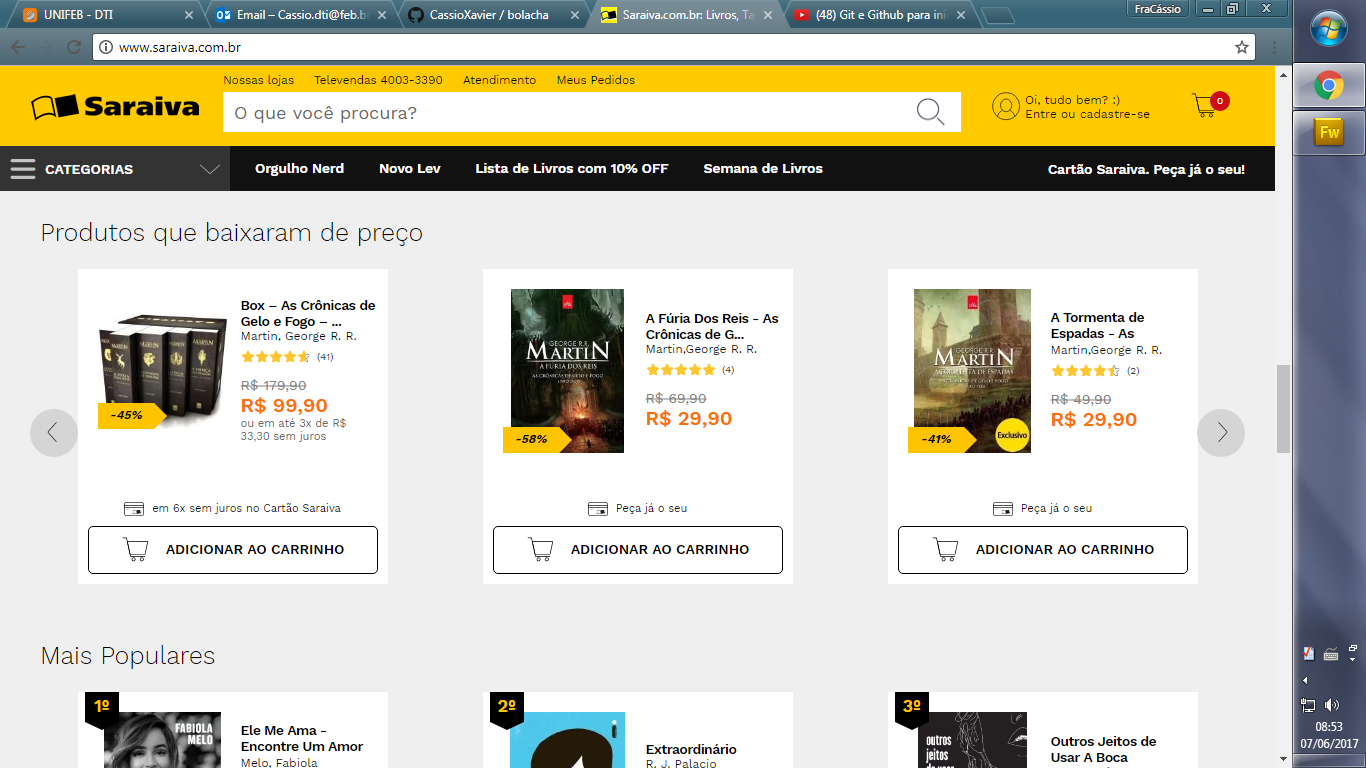 UNIFEB - DTI
Email – Cassio.dti@feb.br
CassioXavier / bolacha
Saraiva.com.br: Livros, Ta
(48) Git e Github para ini
FraCássio
www.saraiva.com.br
Nossas lojas
Televendas 4003-3390
Atendimento
Meus Pedidos
Saraiva
O que você procura?
Oi, tudo bem? :)
Entre ou cadastre-se
0
CATEGORIAS
Orgulho Nerd
Novo Lev
Lista de Livros com 10% OFF
Semana de Livros
Cartão Saraiva. Peça já o seu!
Produtos que baixaram de preço
-45%
Box – As Crônicas de
Gelo e Fogo – ...
Martin, George R. R.
(41)
R$ 179,90
R$ 99,90
ou em até 3x de R$
33,30 sem juros
em 6x sem juros no Cartão Saraiva
ADICIONAR AO CARRINHO
GEORGE R.R.
MARTIN
A FÚRIA DOS REIS
AS CRÔNICAS DE GELO E FOGO
-58%
A Fúria Dos Reis - As
Crônicas de G...
Martin,George R. R.
(4)
R$ 69,90
R$ 29,90
Peça já o seu
ADICIONAR AO CARRINHO
GEORGE R.R.
MARTIN
A TORMENTA DE ESPADAS
Exclusivo
-41%
A Tormenta de
Espadas - As
Martin,George R. R.
(2)
R$ 49,90
R$ 29,90
Peça já o seu
ADICIONAR AO CARRINHO
Mais Populares
1º
FABIOLA
MELO
Ele Me Ama -
Encontre Um Amor
Melo, Fabiola
2º
Extraordinário
R. J. Palacio
3º
outros
jeitos
de usar
Outros Jeitos de
Usar A Boca
Fw
08:53
07/06/2017